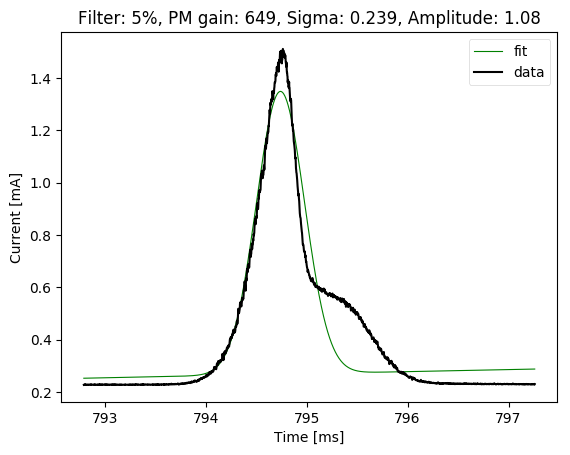 Filter: 5%, PM gain: 649, Sigma: 0.239, Amplitude: 1.08
fit
data
1.4
1.2
1.0
0.8
0.6
0.4
0.2
Current [mA]
793 794 795 796 797
Time [ms]